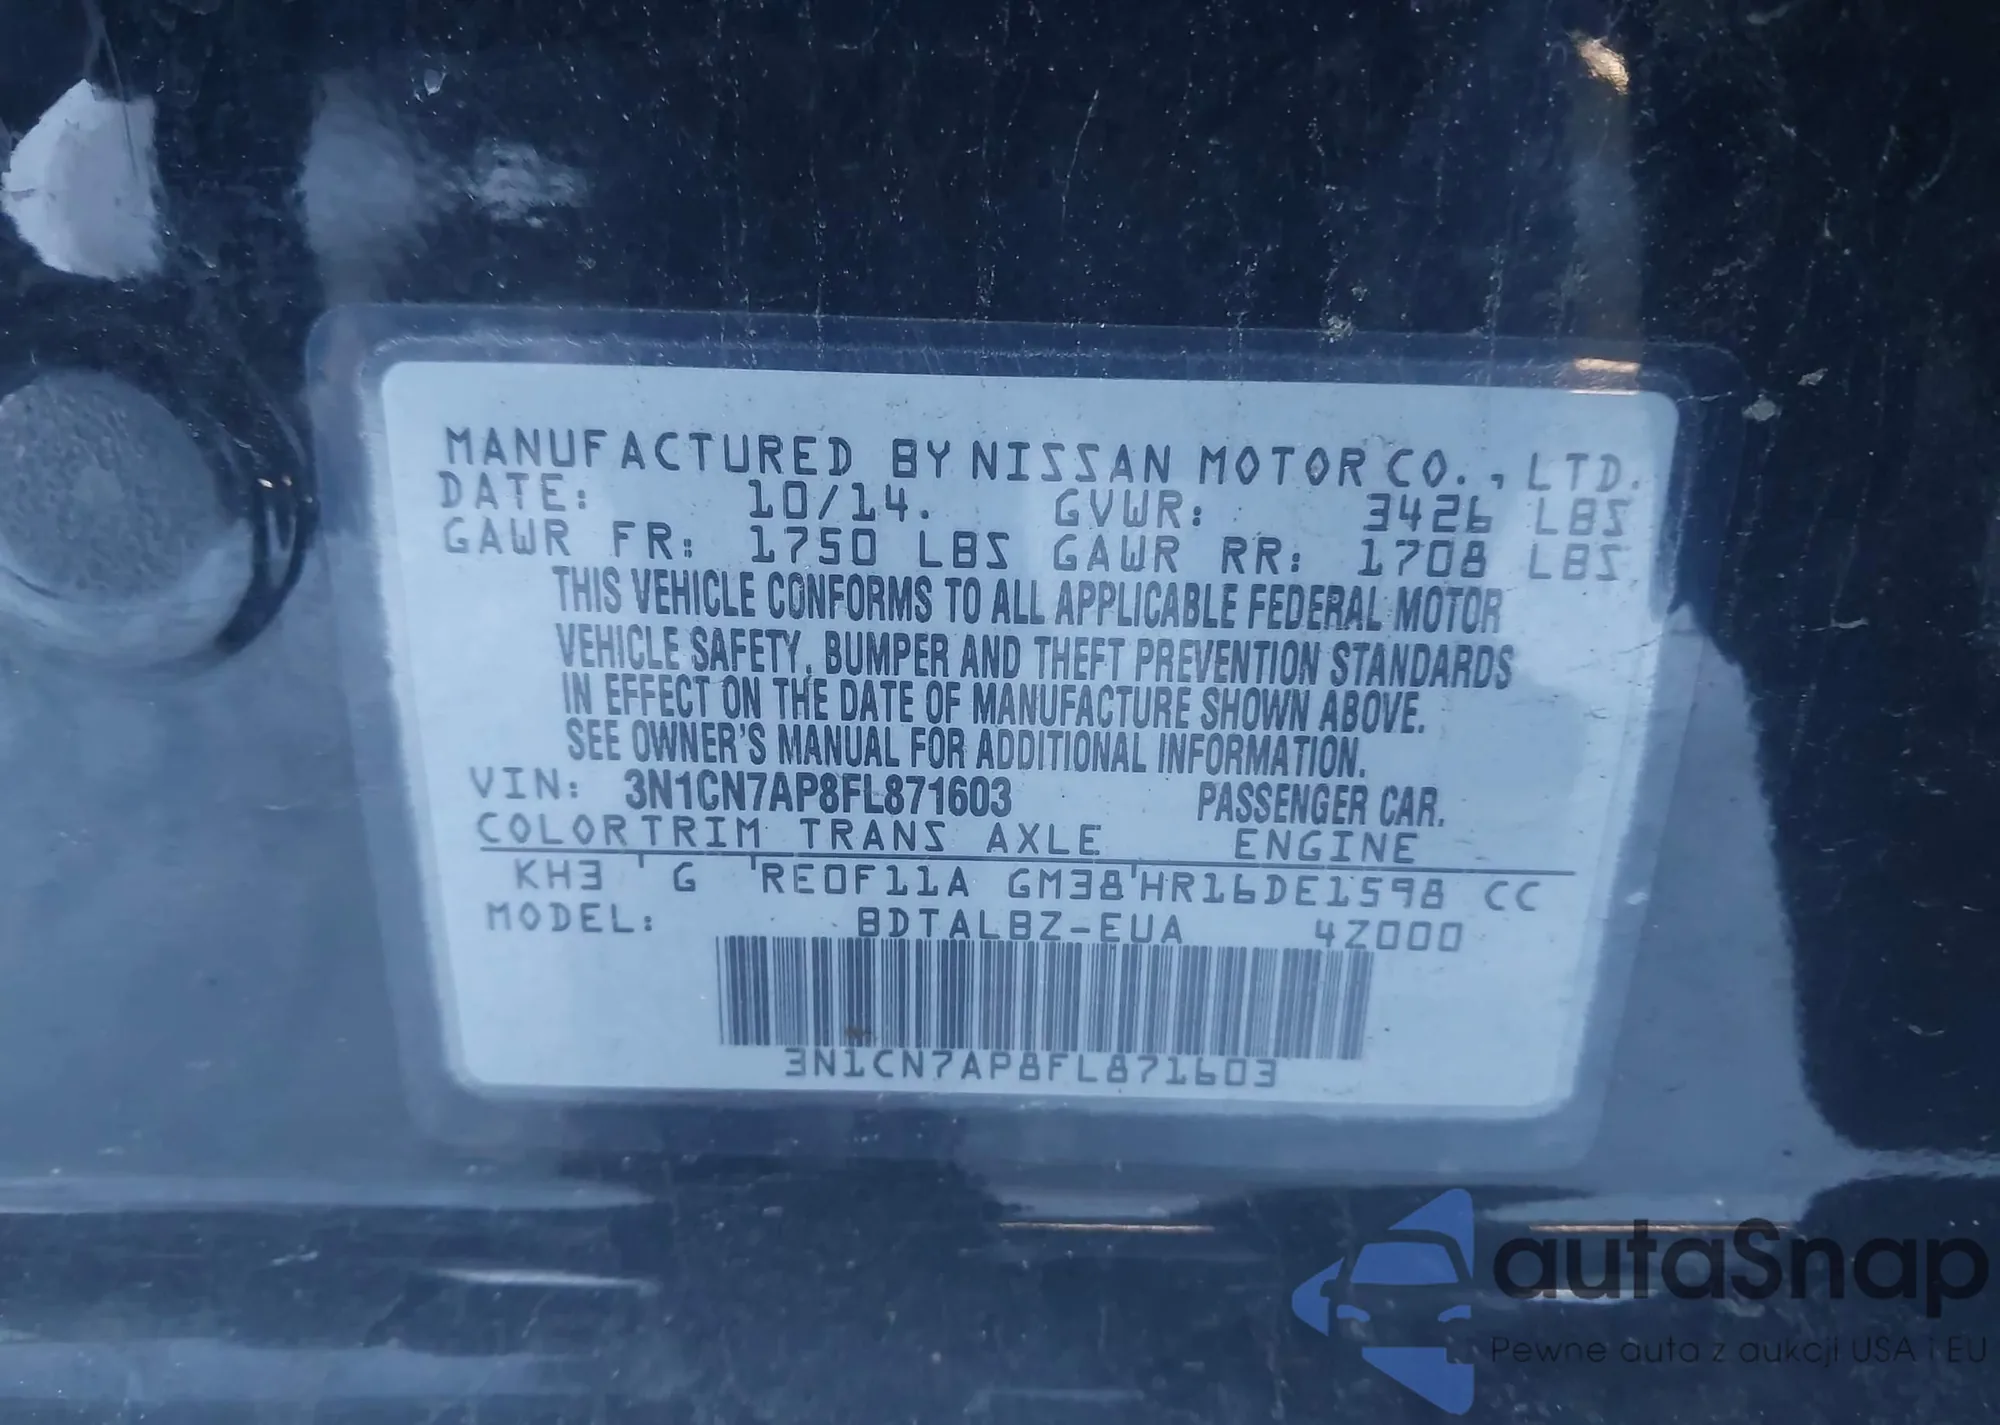 MANUFACTURED BY NISSAN MOTOR CO., LTD.
DATE: 10/14. GVWR: 3426 LBS
GAWR FR: 1750 LBS GAWR RR: 1708 LBS
THIS VEHICLE CONFORMS TO ALL APPLICABLE FEDERAL MOTOR
VEHICLE SAFETY, BUMPER AND THEFT PREVENTION STANDARDS
IN EFFECT ON THE DATE OF MANUFACTURE SHOWN ABOVE.
SEE OWNER'S MANUAL FOR ADDITIONAL INFORMATION.
VIN: 3N1CN7AP8FL871603 PASSENGER CAR.
COLOR TRIM TRANS AXLE ENGINE
KH3 ' G 'RE0F11A GM38'HR16DE1598 CC
MODEL: BDTALBZ-EUA 4Z000
3N1CN7AP8FL871603
autaSnap
Pewne auta z aukcji USA i EU